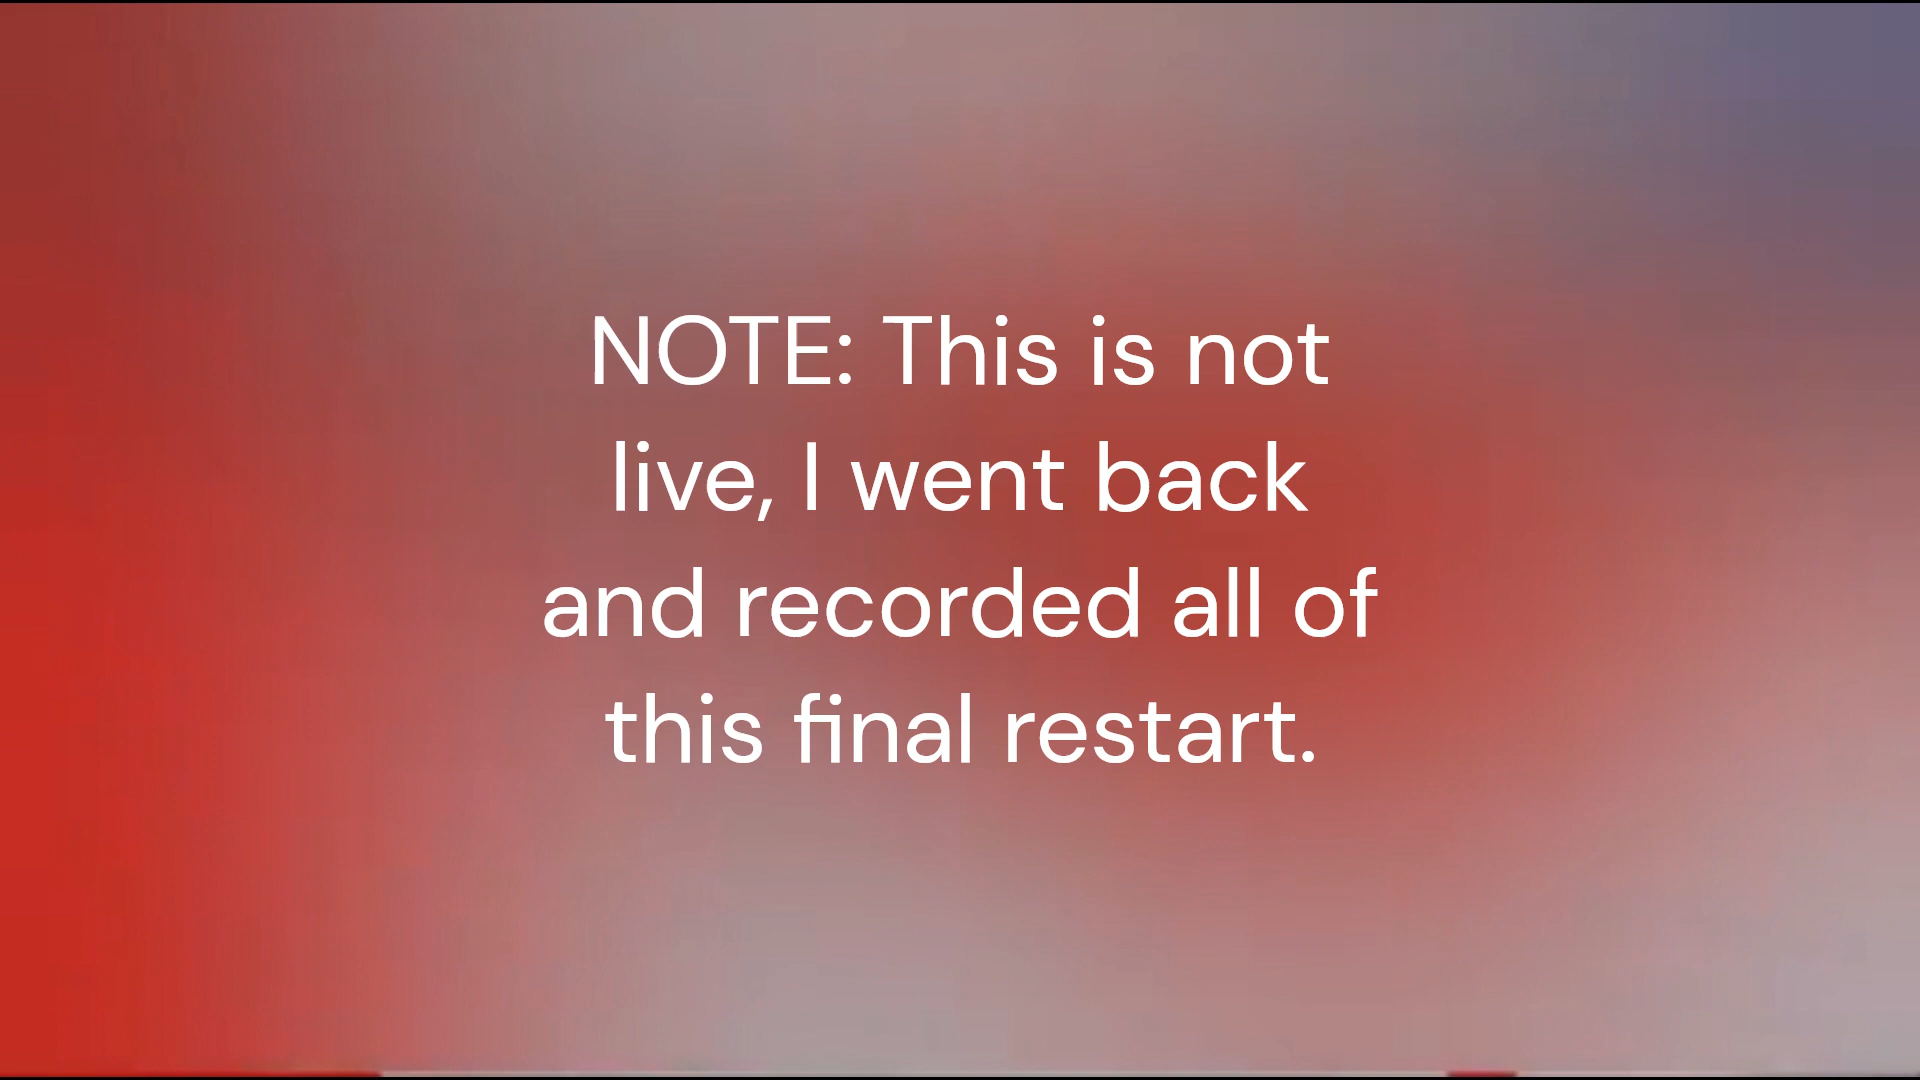 NOTE: This is not
live, I went back
and recorded all of
this final restart.